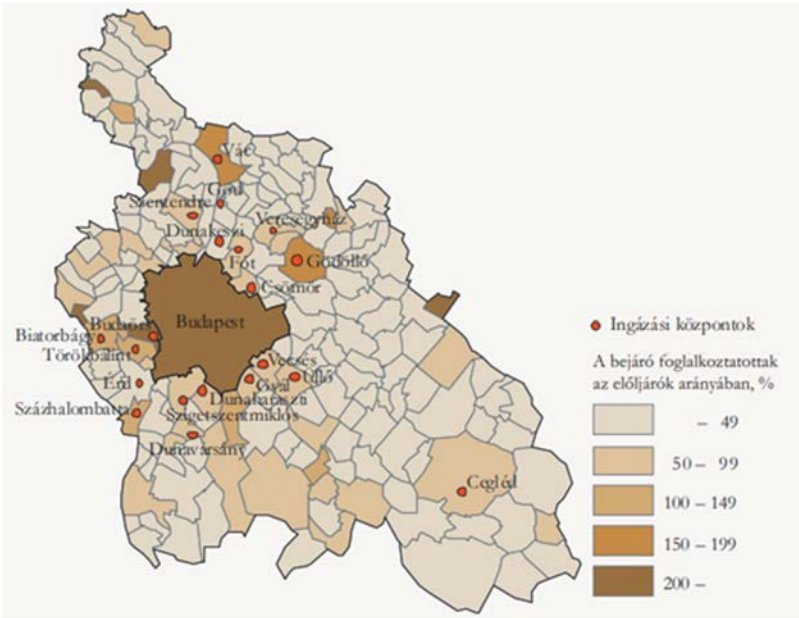 Vác
Göd
Szentendre
Veresegyház
Dunakeszi
Fót
Gödöllő
Csömör
Budapest
Budaörs
Biatorbágy
Törökbálint
Vecsés
Üllő
Gyál
Érd
Dunaharaszti
Százhalombatta
Szigetszentmiklós
Dunavarsány
Cegléd
Ingázási központok
A bejáró foglalkoztatottak
az előljárók arányában, %
– 49
50 – 99
100 – 149
150 – 199
200 –